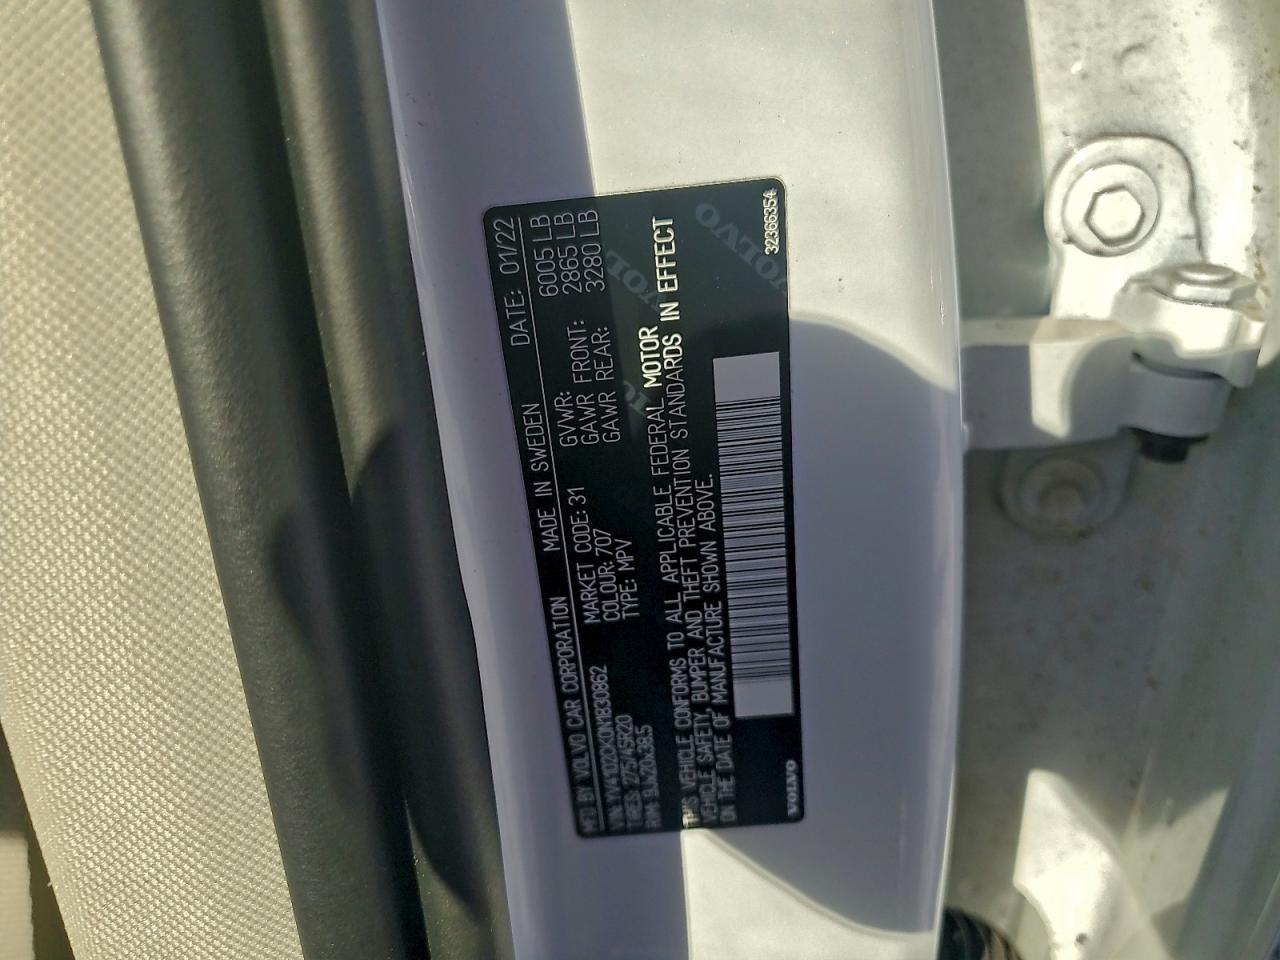 MFD BY VOLVO CAR CORPORATION MADE IN SWEDEN DATE: 01/22
VIN: YV4102CK0N1830862 MARKET CODE: 31 GVWR: 6005 LB
TIRES: 275/45R20 COLOUR: 707 GAWR FRONT: 2865 LB
RIM: 9Jx20x38.5 TYPE: MPV GAWR REAR: 3280 LB
THIS VEHICLE CONFORMS TO ALL APPLICABLE FEDERAL MOTOR
VEHICLE SAFETY, BUMPER AND THEFT PREVENTION STANDARDS IN EFFECT
ON THE DATE OF MANUFACTURE SHOWN ABOVE.
VOLVO
32366354